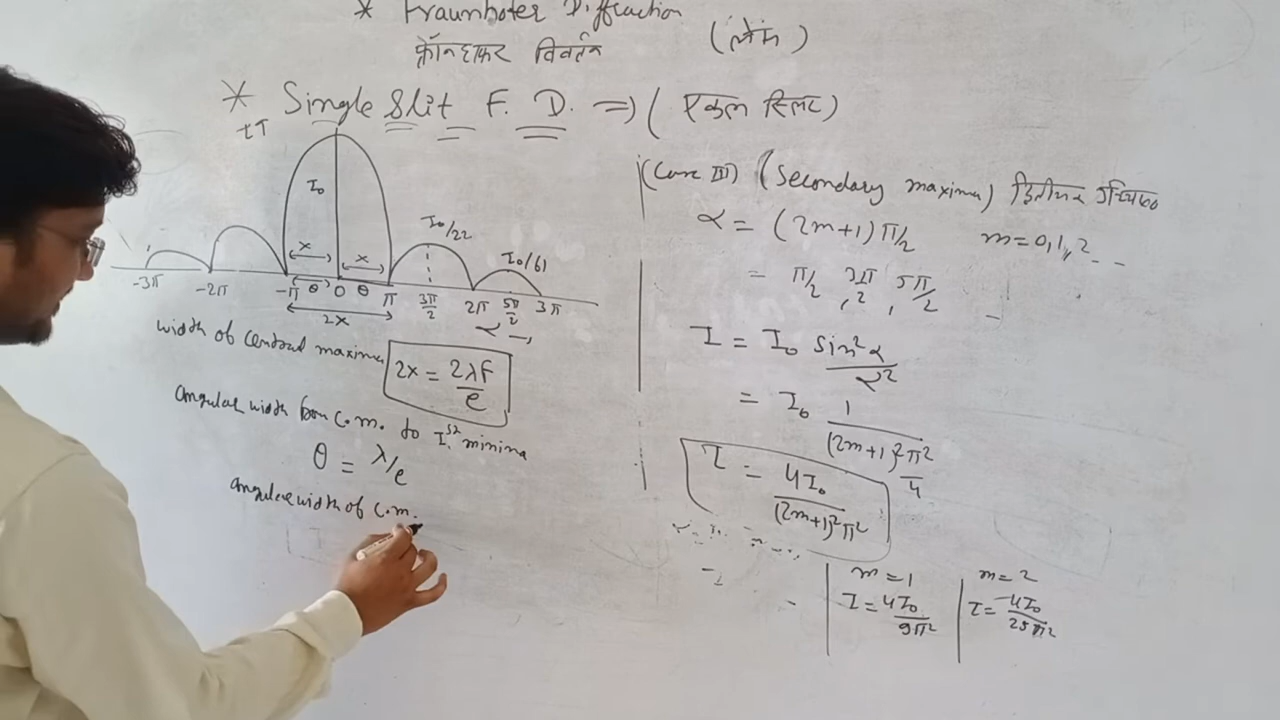 * Fraunhofer Diffraction
फ्रॉनहाफर विवर्तन (लेंस)
* Single Slit F. D. => ( एकल स्लिट)
I₀
I₀/22
I₀/61
x x
-3π -2π -π θ 0 θ π 3π/2 2π 5π/2 3π
2x
α →
width of central maxima
2x = 2λf/e
angular width from C.m. to Ist minima
θ = λ/e
angular width of C.m.
(Case III) (Secondary maxima) द्वितीयक
α = (2m+1) π/2 m=0,1,2...
= π/2, 3π/2, 5π/2
I = I₀ sin²α/α²
= I₀ 1/((2m+1)²π²/4)
I = 4I₀/((2m+1)²π²)
m=1
I = 4I₀/9π²
m=2
I = 4I₀/25π²